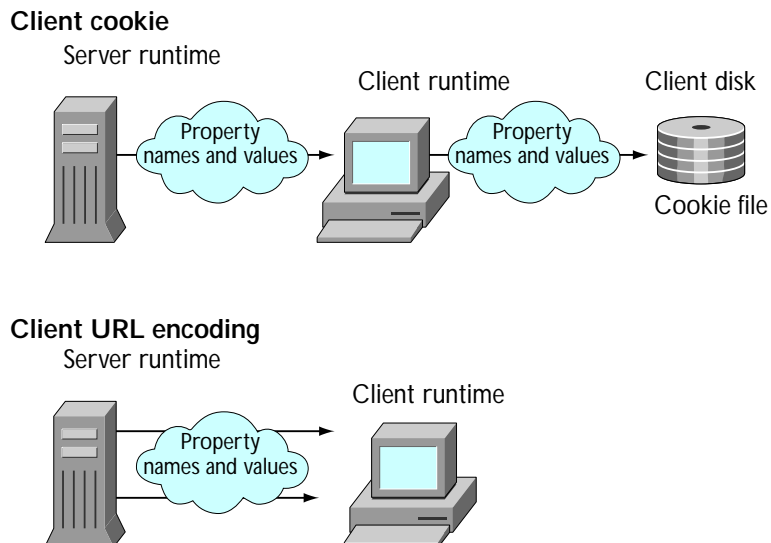 Client cookie
Server runtime
Client runtime
Client disk
Property
names and values
Property
names and values
Cookie file
Client URL encoding
Server runtime
Client runtime
Property
names and values